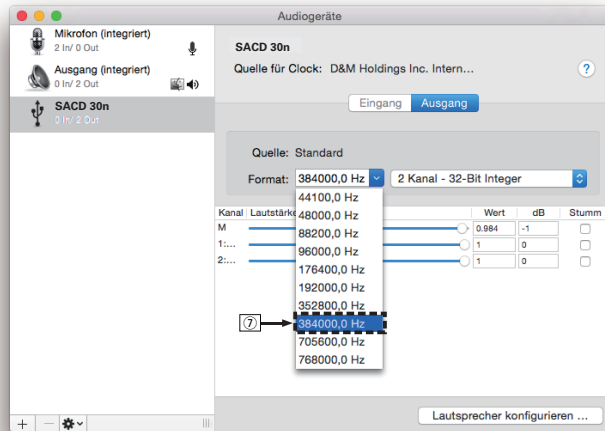 Audiogeräte
Mikrofon (integriert)
2 In/ 0 Out
Ausgang (integriert)
0 In/ 2 Out
SACD 30n
0 In/ 2 Out
SACD 30n
Quelle für Clock: D&M Holdings Inc. Intern...
?
Eingang Ausgang
Quelle: Standard
Format: 384000,0 Hz 2 Kanal - 32-Bit Integer
44100,0 Hz
48000,0 Hz
88200,0 Hz
96000,0 Hz
176400,0 Hz
192000,0 Hz
352800,0 Hz
⑦ 384000,0 Hz
705600,0 Hz
768000,0 Hz
Kanal Lautstärke Wert dB Stumm
M 0.984 -1
1:... 1 0
2:... 1 0
Lautsprecher konfigurieren ...